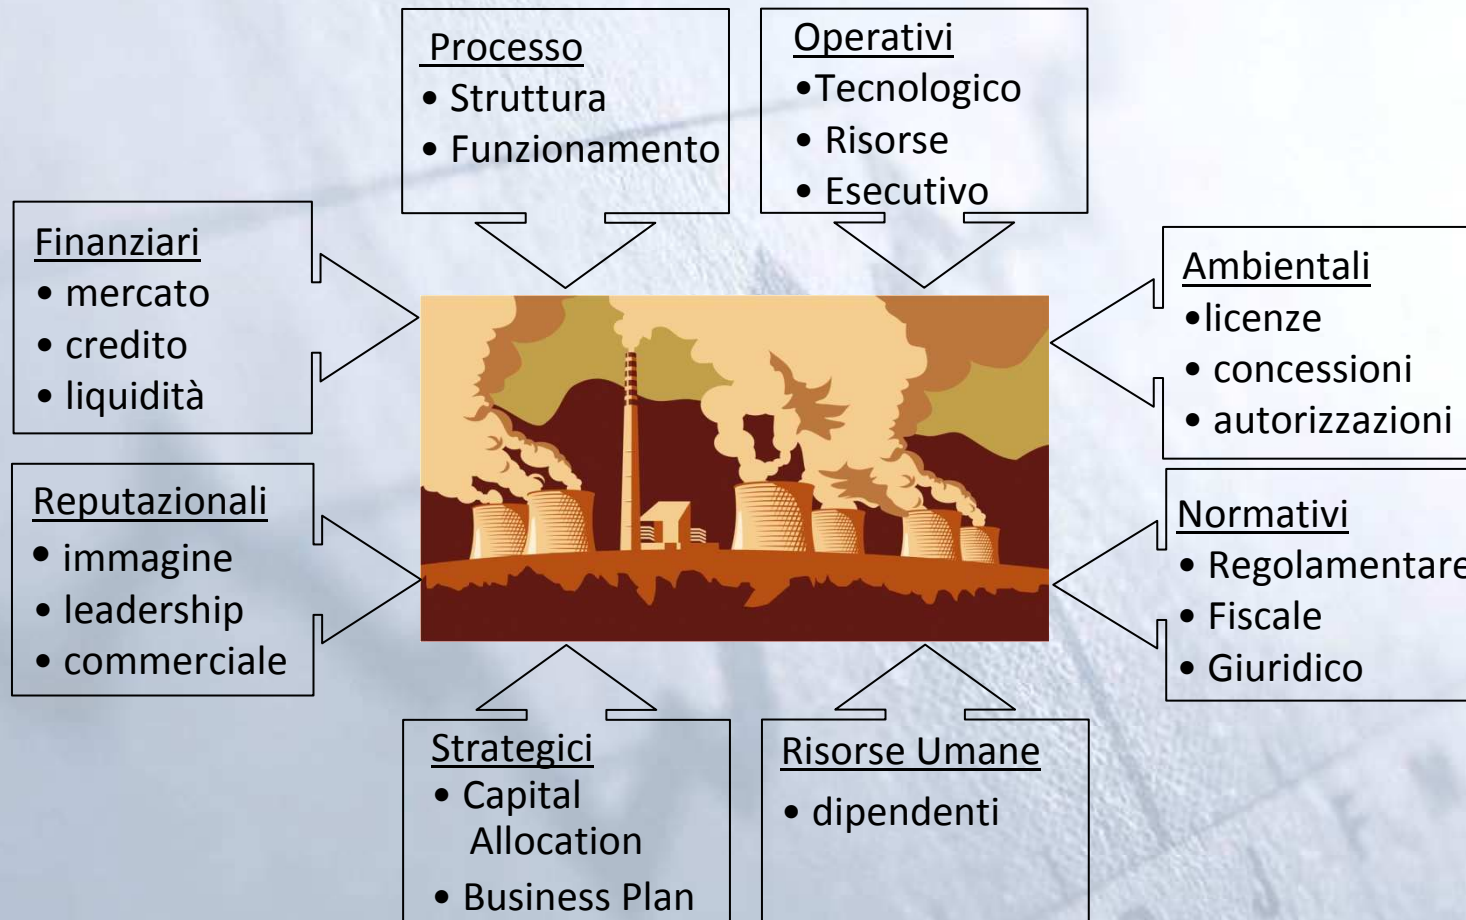 Processo
• Struttura
• Funzionamento
Operativi
•Tecnologico
• Risorse
• Esecutivo
Finanziari
• mercato
• credito
• liquidità
Ambientali
•licenze
• concessioni
• autorizzazioni
Reputazionali
• immagine
• leadership
• commerciale
Normativi
• Regolamentare
• Fiscale
• Giuridico
Strategici
• Capital
Allocation
• Business Plan
Risorse Umane
• dipendenti